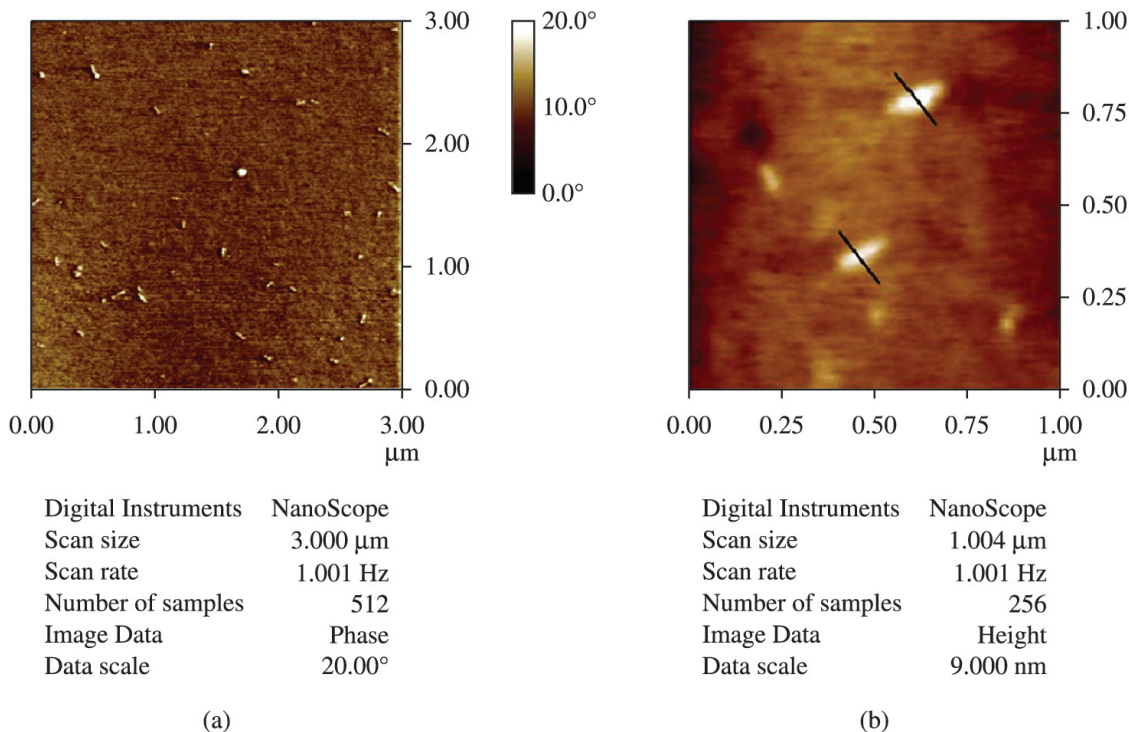 3.00
2.00
1.00
0.00
0.00 1.00 2.00 3.00
μm
20.0°
10.0°
0.0°
1.00
0.75
0.50
0.25
0.00
0.00 0.25 0.50 0.75 1.00
μm
Digital Instruments NanoScope
Scan size 3.000 μm
Scan rate 1.001 Hz
Number of samples 512
Image Data Phase
Data scale 20.00°
(a)
Digital Instruments NanoScope
Scan size 1.004 μm
Scan rate 1.001 Hz
Number of samples 256
Image Data Height
Data scale 9.000 nm
(b)